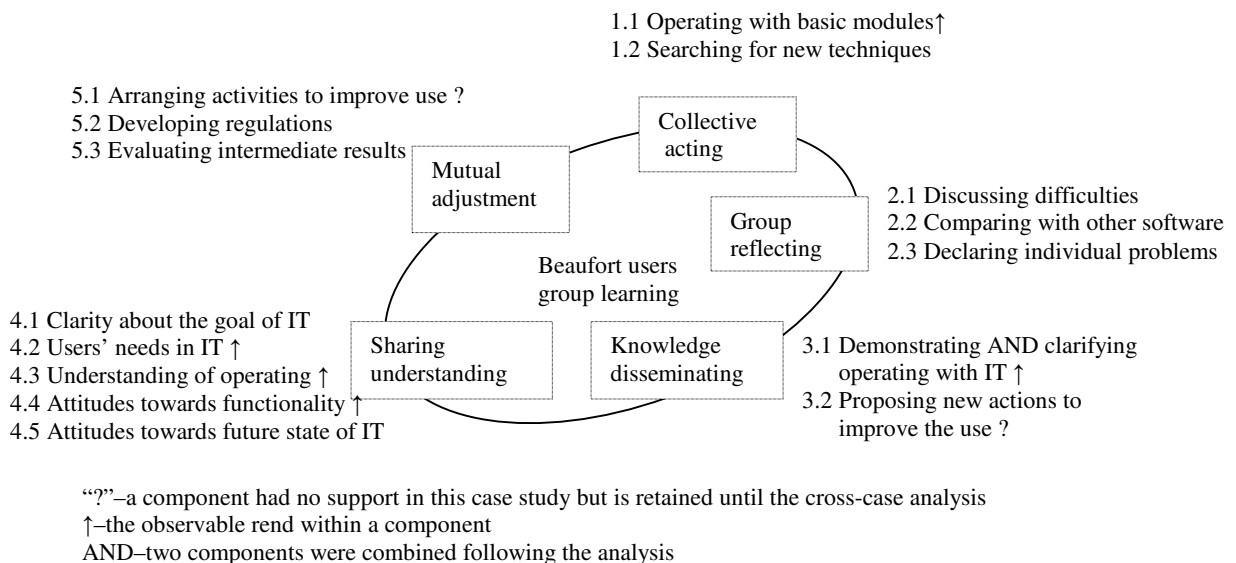 1.1 Operating with basic modules↑
1.2 Searching for new techniques
5.1 Arranging activities to improve use ?
5.2 Developing regulations
5.3 Evaluating intermediate results
Collective
acting
Mutual
adjustment
Group
reflecting
2.1 Discussing difficulties
2.2 Comparing with other software
2.3 Declaring individual problems
Beaufort users
group learning
4.1 Clarity about the goal of IT
4.2 Users’ needs in IT ↑
4.3 Understanding of operating ↑
4.4 Attitudes towards functionality ↑
4.5 Attitudes towards future state of IT
Sharing
understanding
Knowledge
disseminating
3.1 Demonstrating AND clarifying
operating with IT ↑
3.2 Proposing new actions to
improve the use ?
“?”–a component had no support in this case study but is retained until the cross-case analysis
↑–the observable rend within a component
AND–two components were combined following the analysis